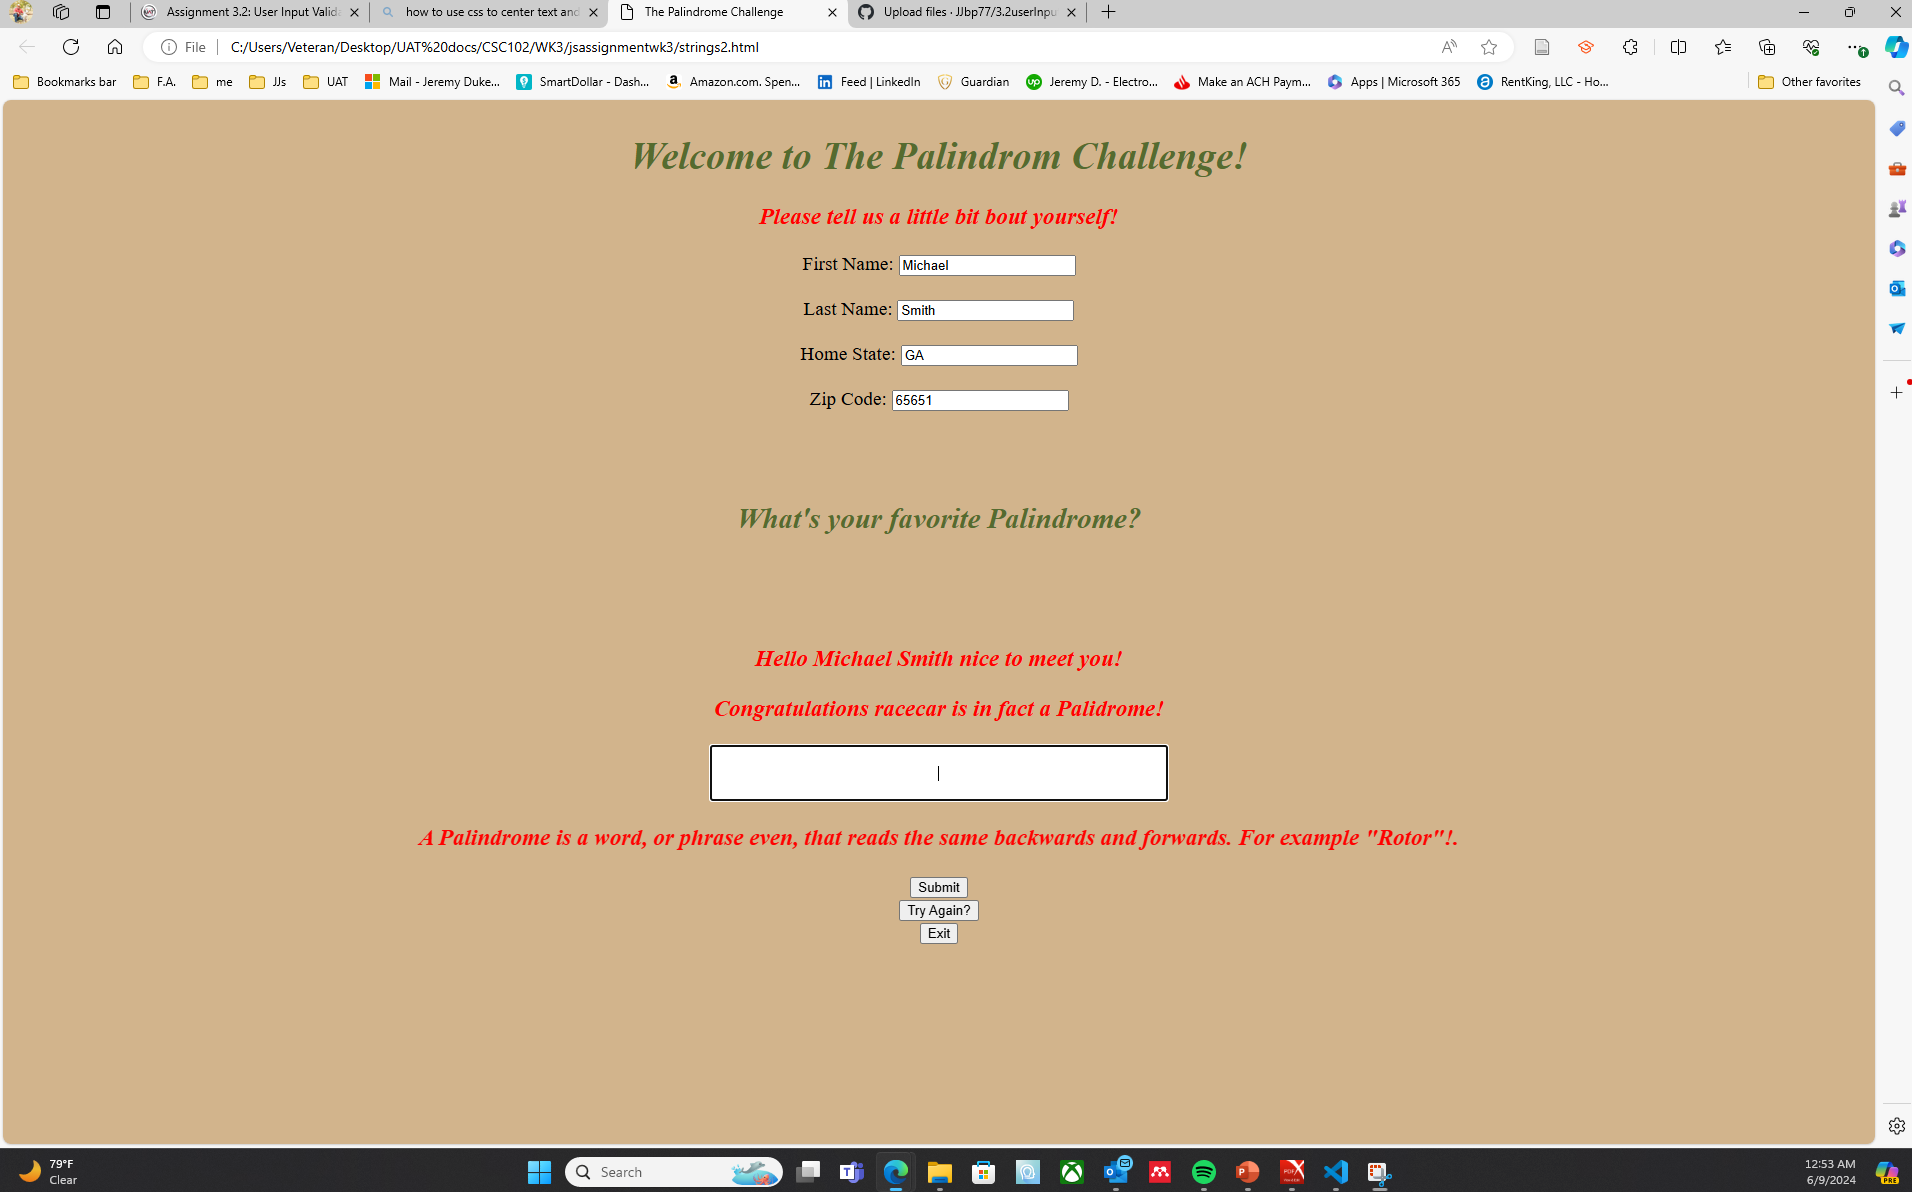 Assignment 3.2: User Input Valida
how to use css to center text and
The Palindrome Challenge
Upload files · JJbp77/3.2userInpu
File
C:/Users/Veteran/Desktop/UAT%20docs/CSC102/WK3/jsassignmentwk3/strings2.html
Bookmarks bar
F.A.
me
JJs
UAT
Mail - Jeremy Duke...
SmartDollar - Dash...
Amazon.com. Spen...
Feed | LinkedIn
Guardian
Jeremy D. - Electro...
Make an ACH Paym...
Apps | Microsoft 365
RentKing, LLC - Ho...
Other favorites
Welcome to The Palindrom Challenge!
Please tell us a little bit bout yourself!
First Name: Michael
Last Name: Smith
Home State: GA
Zip Code: 65651
What's your favorite Palindrome?
Hello Michael Smith nice to meet you!
Congratulations racecar is in fact a Palidrome!
A Palindrome is a word, or phrase even, that reads the same backwards and forwards. For example "Rotor"!.
Submit
Try Again?
Exit
79°F
Clear
Search
12:53 AM
6/9/2024